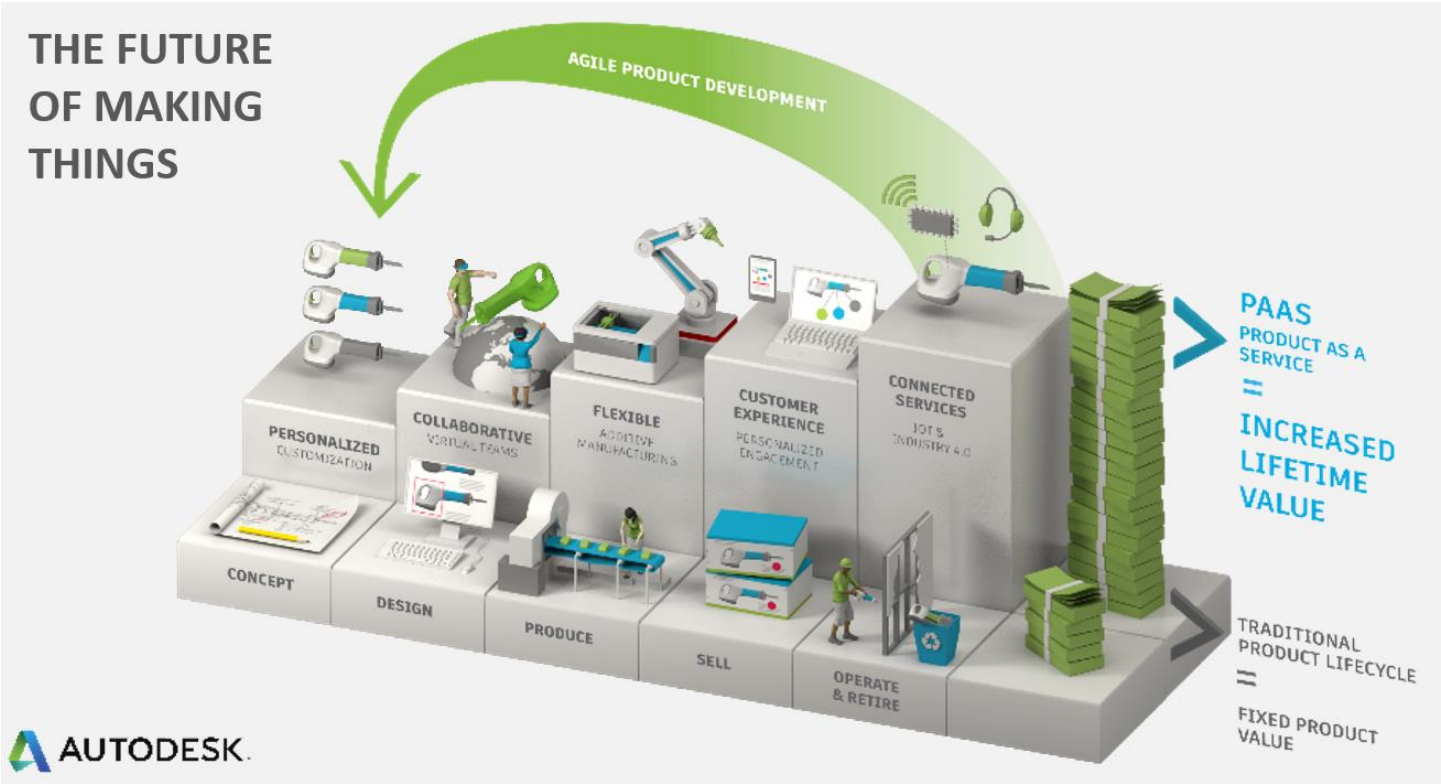 THE FUTURE
OF MAKING
THINGS
AGILE PRODUCT DEVELOPMENT
PERSONALIZED
CUSTOMIZATION
COLLABORATIVE
VIRTUAL TEAMS
FLEXIBLE
ADDITIVE
MANUFACTURING
CUSTOMER
EXPERIENCE
PERSONALIZED
ENGAGEMENT
CONNECTED
SERVICES
IOT &
INDUSTRY 4.0
PAAS
PRODUCT AS A
SERVICE
=
INCREASED
LIFETIME
VALUE
CONCEPT
DESIGN
PRODUCE
SELL
OPERATE
& RETIRE
TRADITIONAL
PRODUCT LIFECYCLE
=
FIXED PRODUCT
VALUE
AUTODESK.